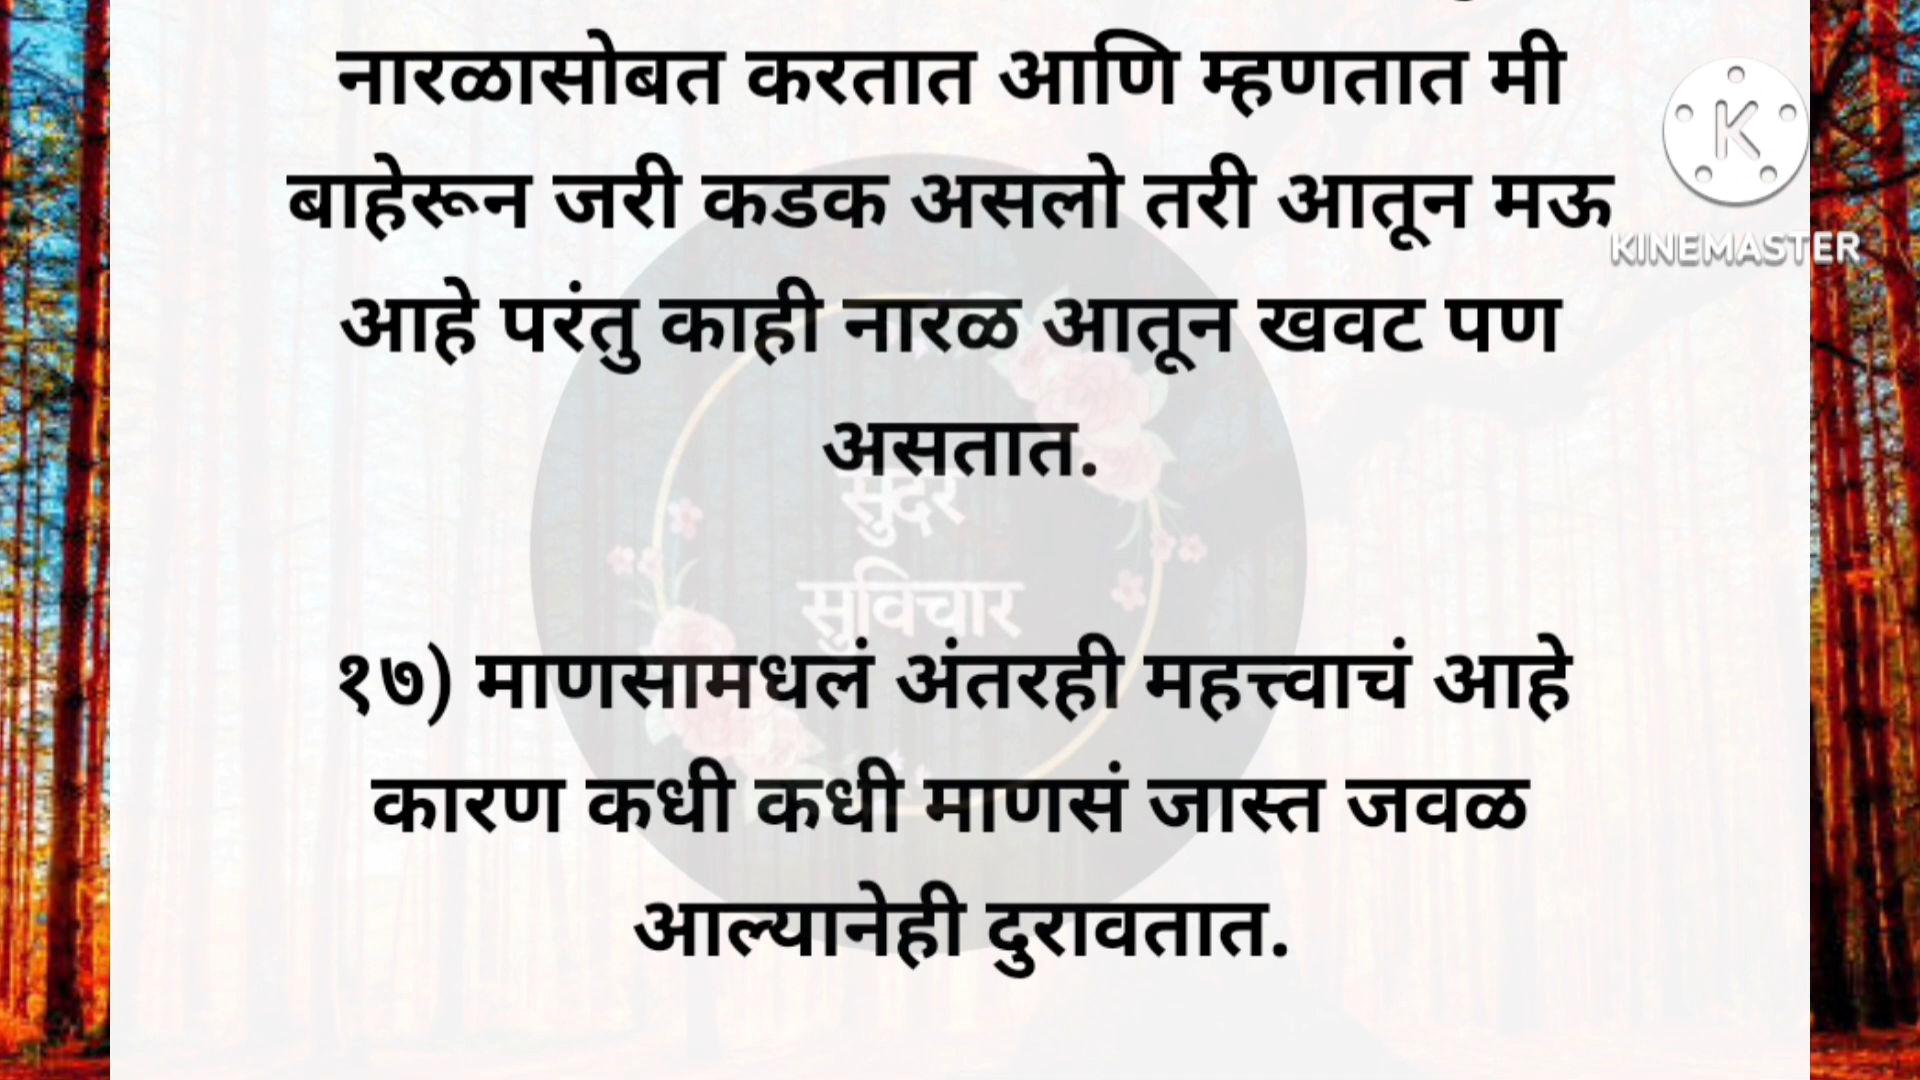 नारळासोबत करतात आणि म्हणतात मी
बाहेरून जरी कडक असलो तरी आतून मऊ
आहे परंतु काही नारळ आतून खवट पण
असतात.
सुंदर
सुविचार
१७) माणसामधलं अंतरही महत्त्वाचं आहे
कारण कधी कधी माणसं जास्त जवळ
आल्यानेही दुरावतात.
K
KINEMASTER